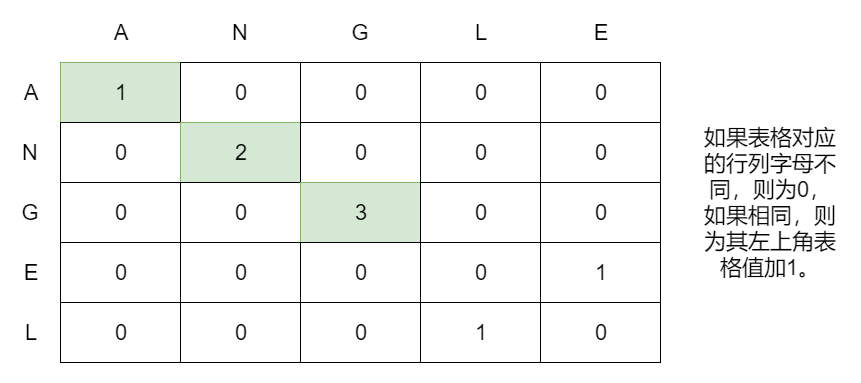 A N G L E
A 1 0 0 0 0
N 0 2 0 0 0
G 0 0 3 0 0
E 0 0 0 0 1
L 0 0 0 1 0
如果表格对应
的行列字母不
同，则为0，
如果相同，则
为其左上角表
格值加1。